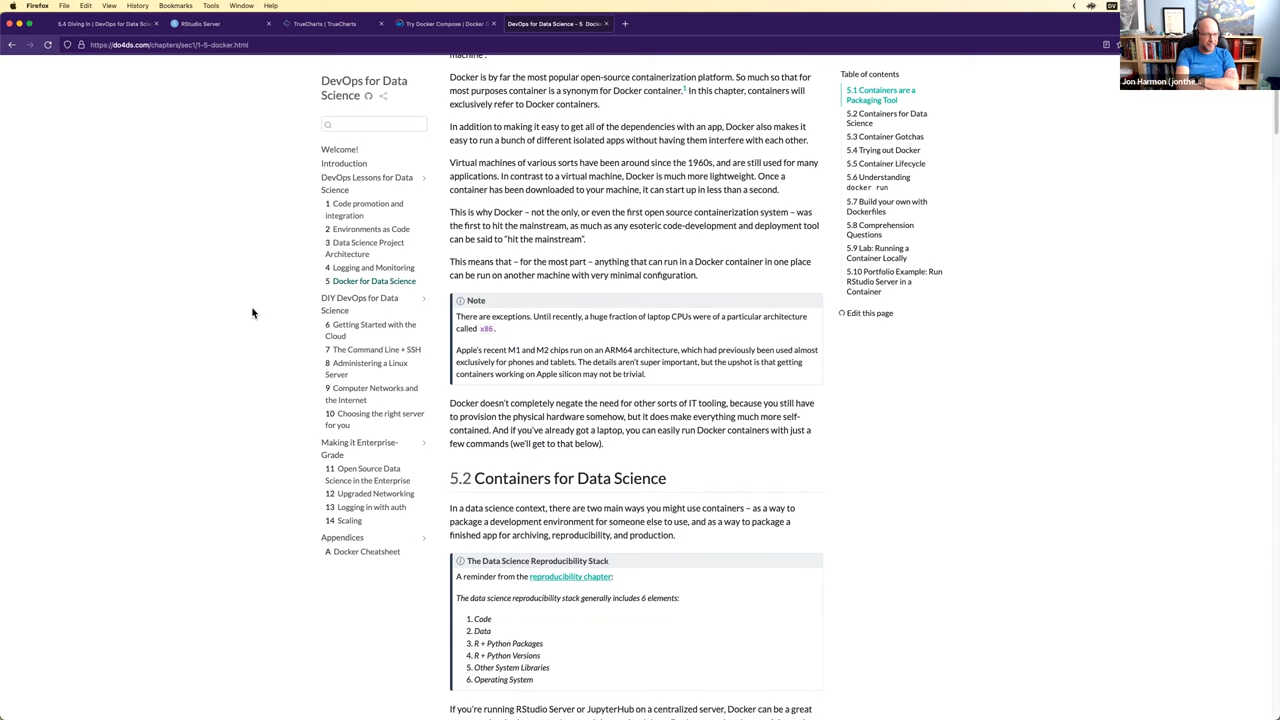 Firefox File Edit View History Bookmarks Tools Window Help
5.4 Diving In | DevOps for Data Scie
RStudio Server
TrueCharts | TrueCharts
Try Docker Compose | Docker D
DevOps for Data Science - 5 Docke
https://do4ds.com/chapters/sec1/1-5-docker.html
DV
Jon Harmon (jonthe
DevOps for Data
Science
Welcome!
Introduction
DevOps Lessons for Data
Science
1 Code promotion and
integration
2 Environments as Code
3 Data Science Project
Architecture
4 Logging and Monitoring
5 Docker for Data Science
DIY DevOps for Data
Science
6 Getting Started with the
Cloud
7 The Command Line + SSH
8 Administering a Linux
Server
9 Computer Networks and
the Internet
10 Choosing the right server
for you
Making it Enterprise-
Grade
11 Open Source Data
Science in the Enterprise
12 Upgraded Networking
13 Logging in with auth
14 Scaling
Appendices
A Docker Cheatsheet
machine".
Docker is by far the most popular open-source containerization platform. So much so that for
most purposes container is a synonym for Docker container.1 In this chapter, containers will
exclusively refer to Docker containers.
In addition to making it easy to get all of the dependencies with an app, Docker also makes it
easy to run a bunch of different isolated apps without having them interfere with each other.
Virtual machines of various sorts have been around since the 1960s, and are still used for many
applications. In contrast to a virtual machine, Docker is much more lightweight. Once a
container has been downloaded to your machine, it can start up in less than a second.
This is why Docker – not the only, or even the first open source containerization system – was
the first to hit the mainstream, as much as any esoteric code-development and deployment tool
can be said to "hit the mainstream".
This means that – for the most part – anything that can run in a Docker container in one place
can be run on another machine with very minimal configuration.
Note
There are exceptions. Until recently, a huge fraction of laptop CPUs were of a particular architecture
called x86.
Apple's recent M1 and M2 chips run on an ARM64 architecture, which had previously been used almost
exclusively for phones and tablets. The details aren't super important, but the upshot is that getting
containers working on Apple silicon may not be trivial.
Docker doesn't completely negate the need for other sorts of IT tooling, because you still have
to provision the physical hardware somehow, but it does make everything much more self-
contained. And if you've already got a laptop, you can easily run Docker containers with just a
few commands (we'll get to that below).
5.2 Containers for Data Science
In a data science context, there are two main ways you might use containers – as a way to
package a development environment for someone else to use, and as a way to package a
finished app for archiving, reproducibility, and production.
The Data Science Reproducibility Stack
A reminder from the reproducibility chapter:
The data science reproducibility stack generally includes 6 elements:
1. Code
2. Data
3. R + Python Packages
4. R + Python Versions
5. Other System Libraries
6. Operating System
If you're running RStudio Server or JupyterHub on a centralized server, Docker can be a great
Table of contents
5.1 Containers are a
Packaging Tool
5.2 Containers for Data
Science
5.3 Container Gotchas
5.4 Trying out Docker
5.5 Container Lifecycle
5.6 Understanding
docker run
5.7 Build your own with
Dockerfiles
5.8 Comprehension
Questions
5.9 Lab: Running a
Container Locally
5.10 Portfolio Example: Run
RStudio Server in a
Container
Edit this page